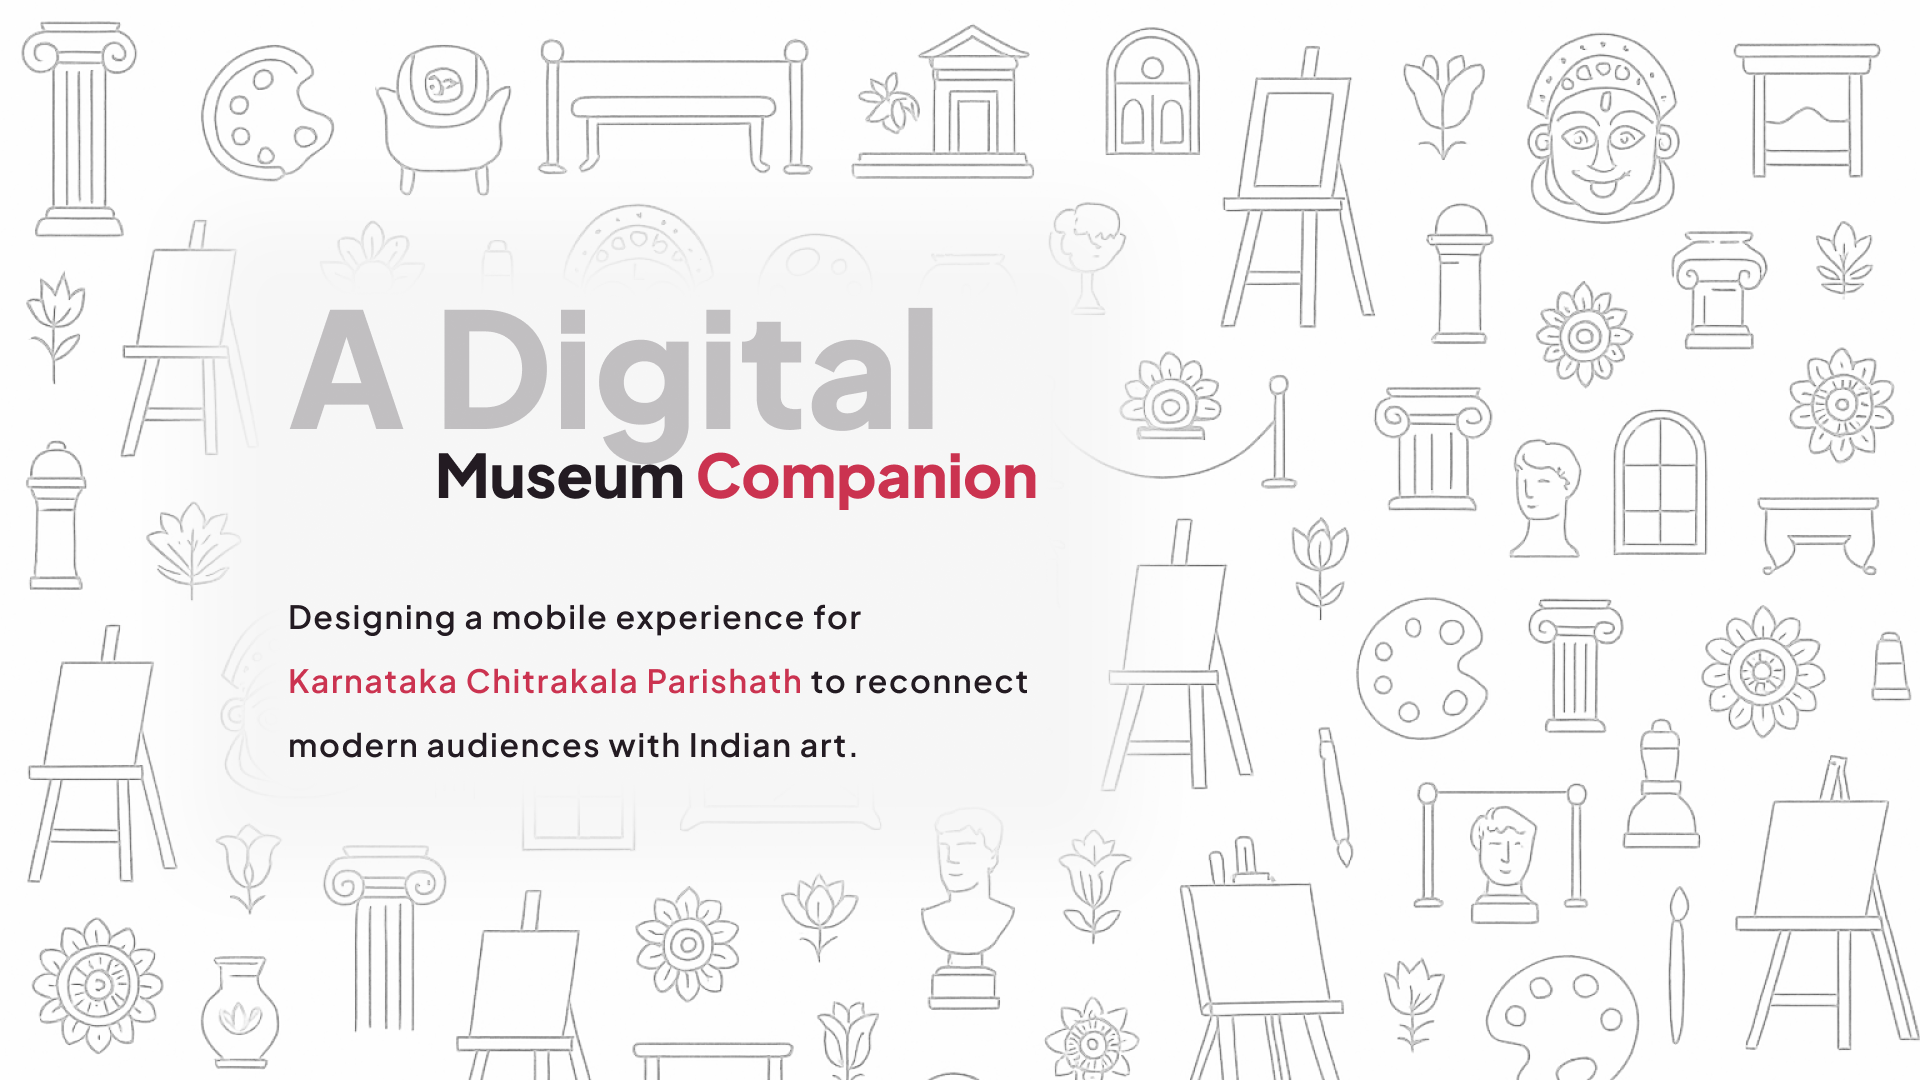 A Digital
Museum Companion
Designing a mobile experience for
Karnataka Chitrakala Parishath to reconnect
modern audiences with Indian art.